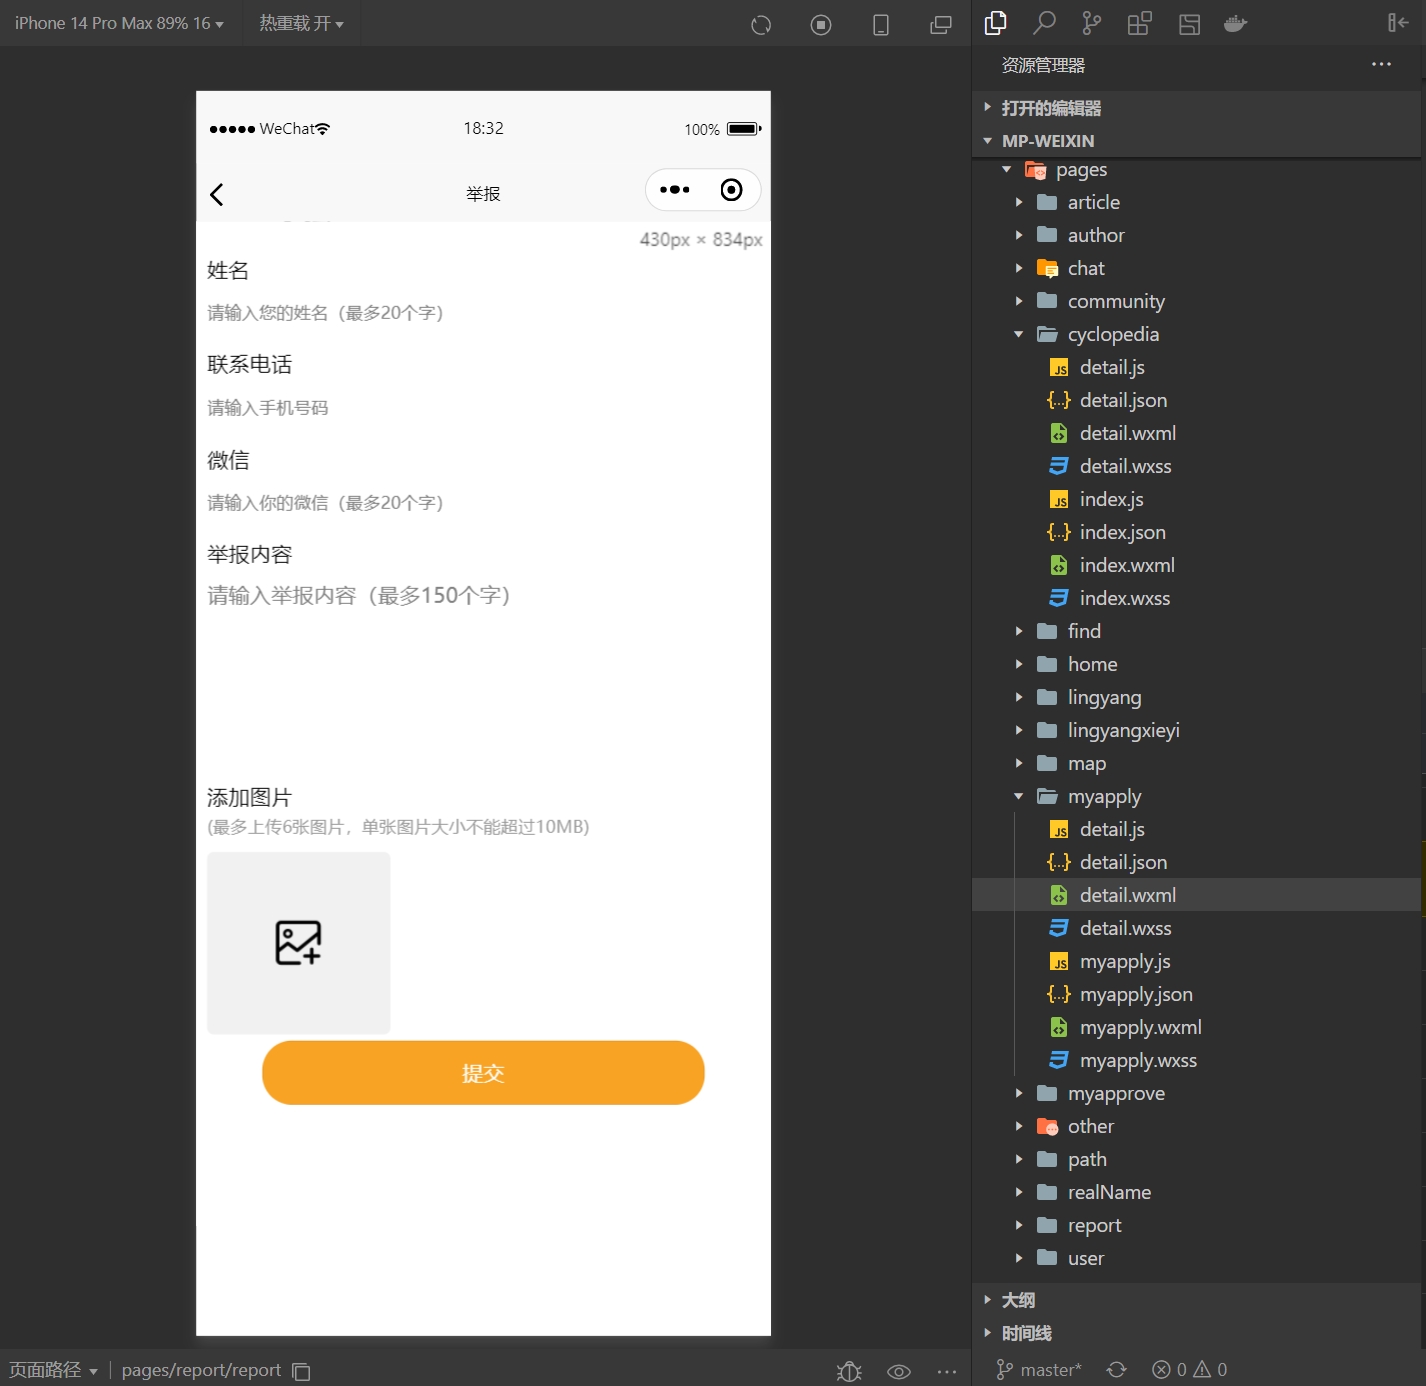 iPhone 14 Pro Max 89% 16
热重载 开
WeChat
18:32
100%
举报
430px × 834px
姓名
请输入您的姓名（最多20个字）
联系电话
请输入手机号码
微信
请输入你的微信（最多20个字）
举报内容
请输入举报内容（最多150个字）
添加图片
(最多上传6张图片，单张图片大小不能超过10MB)
提交
页面路径
pages/report/report
资源管理器
打开的编辑器
MP-WEIXIN
pages
article
author
chat
community
cyclopedia
JS detail.js
{..} detail.json
detail.wxml
detail.wxss
JS index.js
{..} index.json
index.wxml
index.wxss
find
home
lingyang
lingyangxieyi
map
myapply
JS detail.js
{..} detail.json
detail.wxml
detail.wxss
JS myapply.js
{..} myapply.json
myapply.wxml
myapply.wxss
myapprove
other
path
realName
report
user
大纲
时间线
master*
0
0